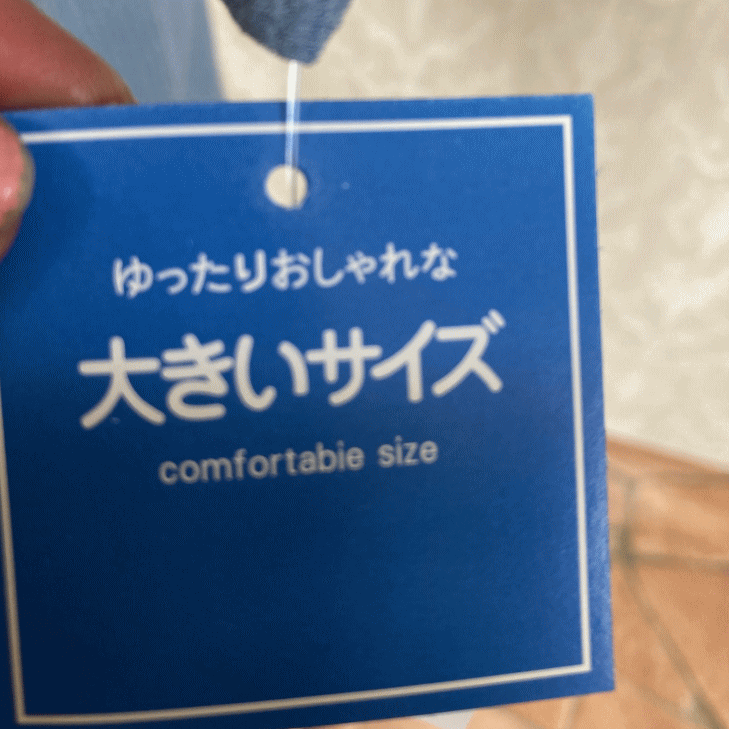 ゆったりおしゃれな
大きいサイズ
comfortabie size